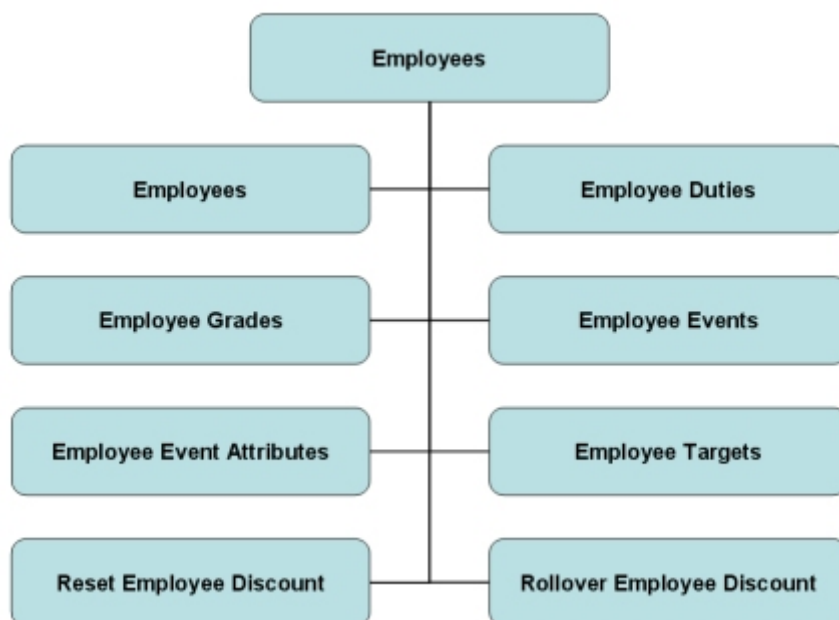 Employees
Employees
Employee Duties
Employee Grades
Employee Events
Employee Event Attributes
Employee Targets
Reset Employee Discount
Rollover Employee Discount